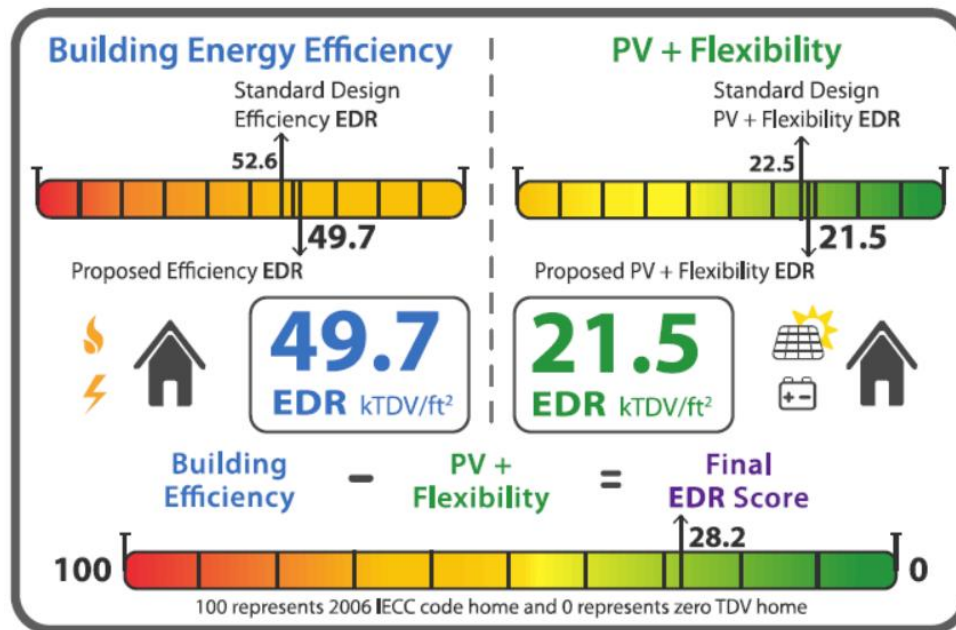 Building Energy Efficiency
Standard Design
Efficiency EDR
52.6
49.7
Proposed Efficiency EDR
49.7
EDR kTDV/ft²
PV + Flexibility
Standard Design
PV + Flexibility EDR
22.5
21.5
Proposed PV + Flexibility EDR
21.5
EDR kTDV/ft²
Building
Efficiency
-
PV +
Flexibility
=
Final
EDR Score
28.2
100
0
100 represents 2006 IECC code home and 0 represents zero TDV home